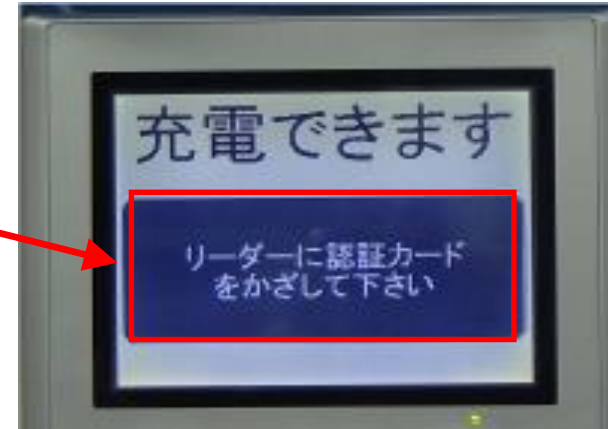 充電できます
リーダーに認証カード
をかざして下さい